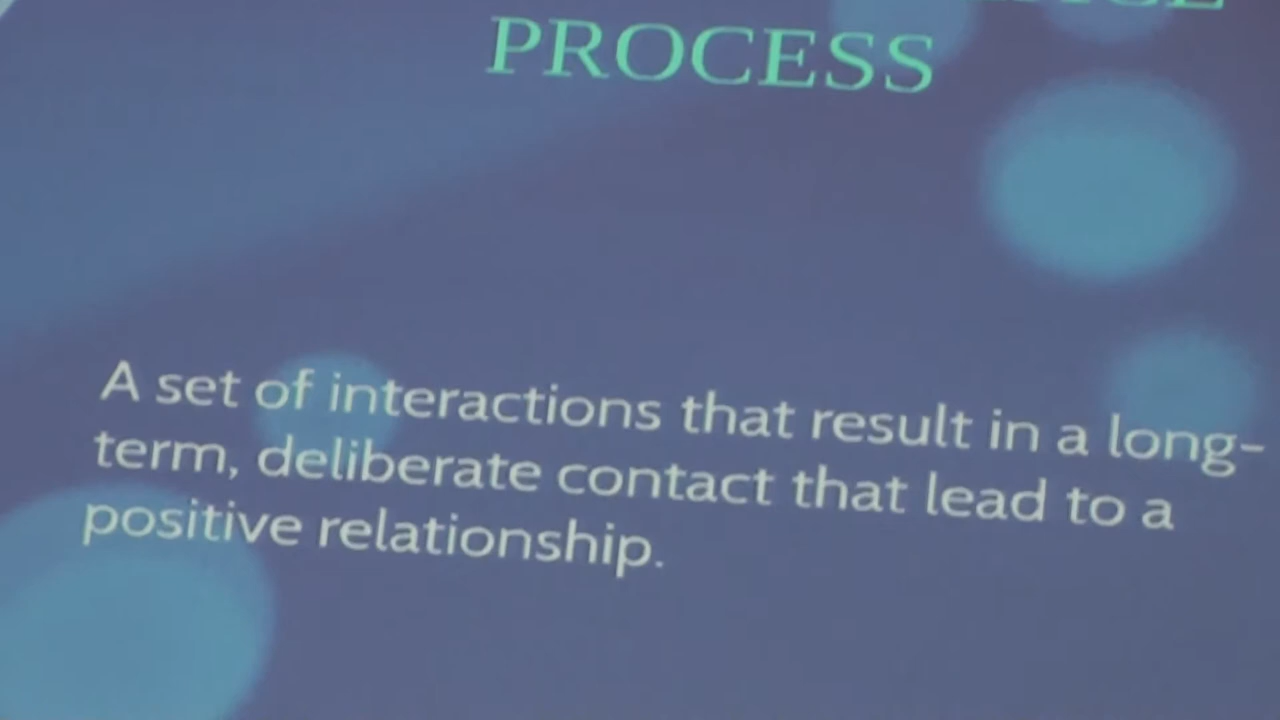 PROCESS
A set of interactions that result in a long-
term, deliberate contact that lead to a
positive relationship.